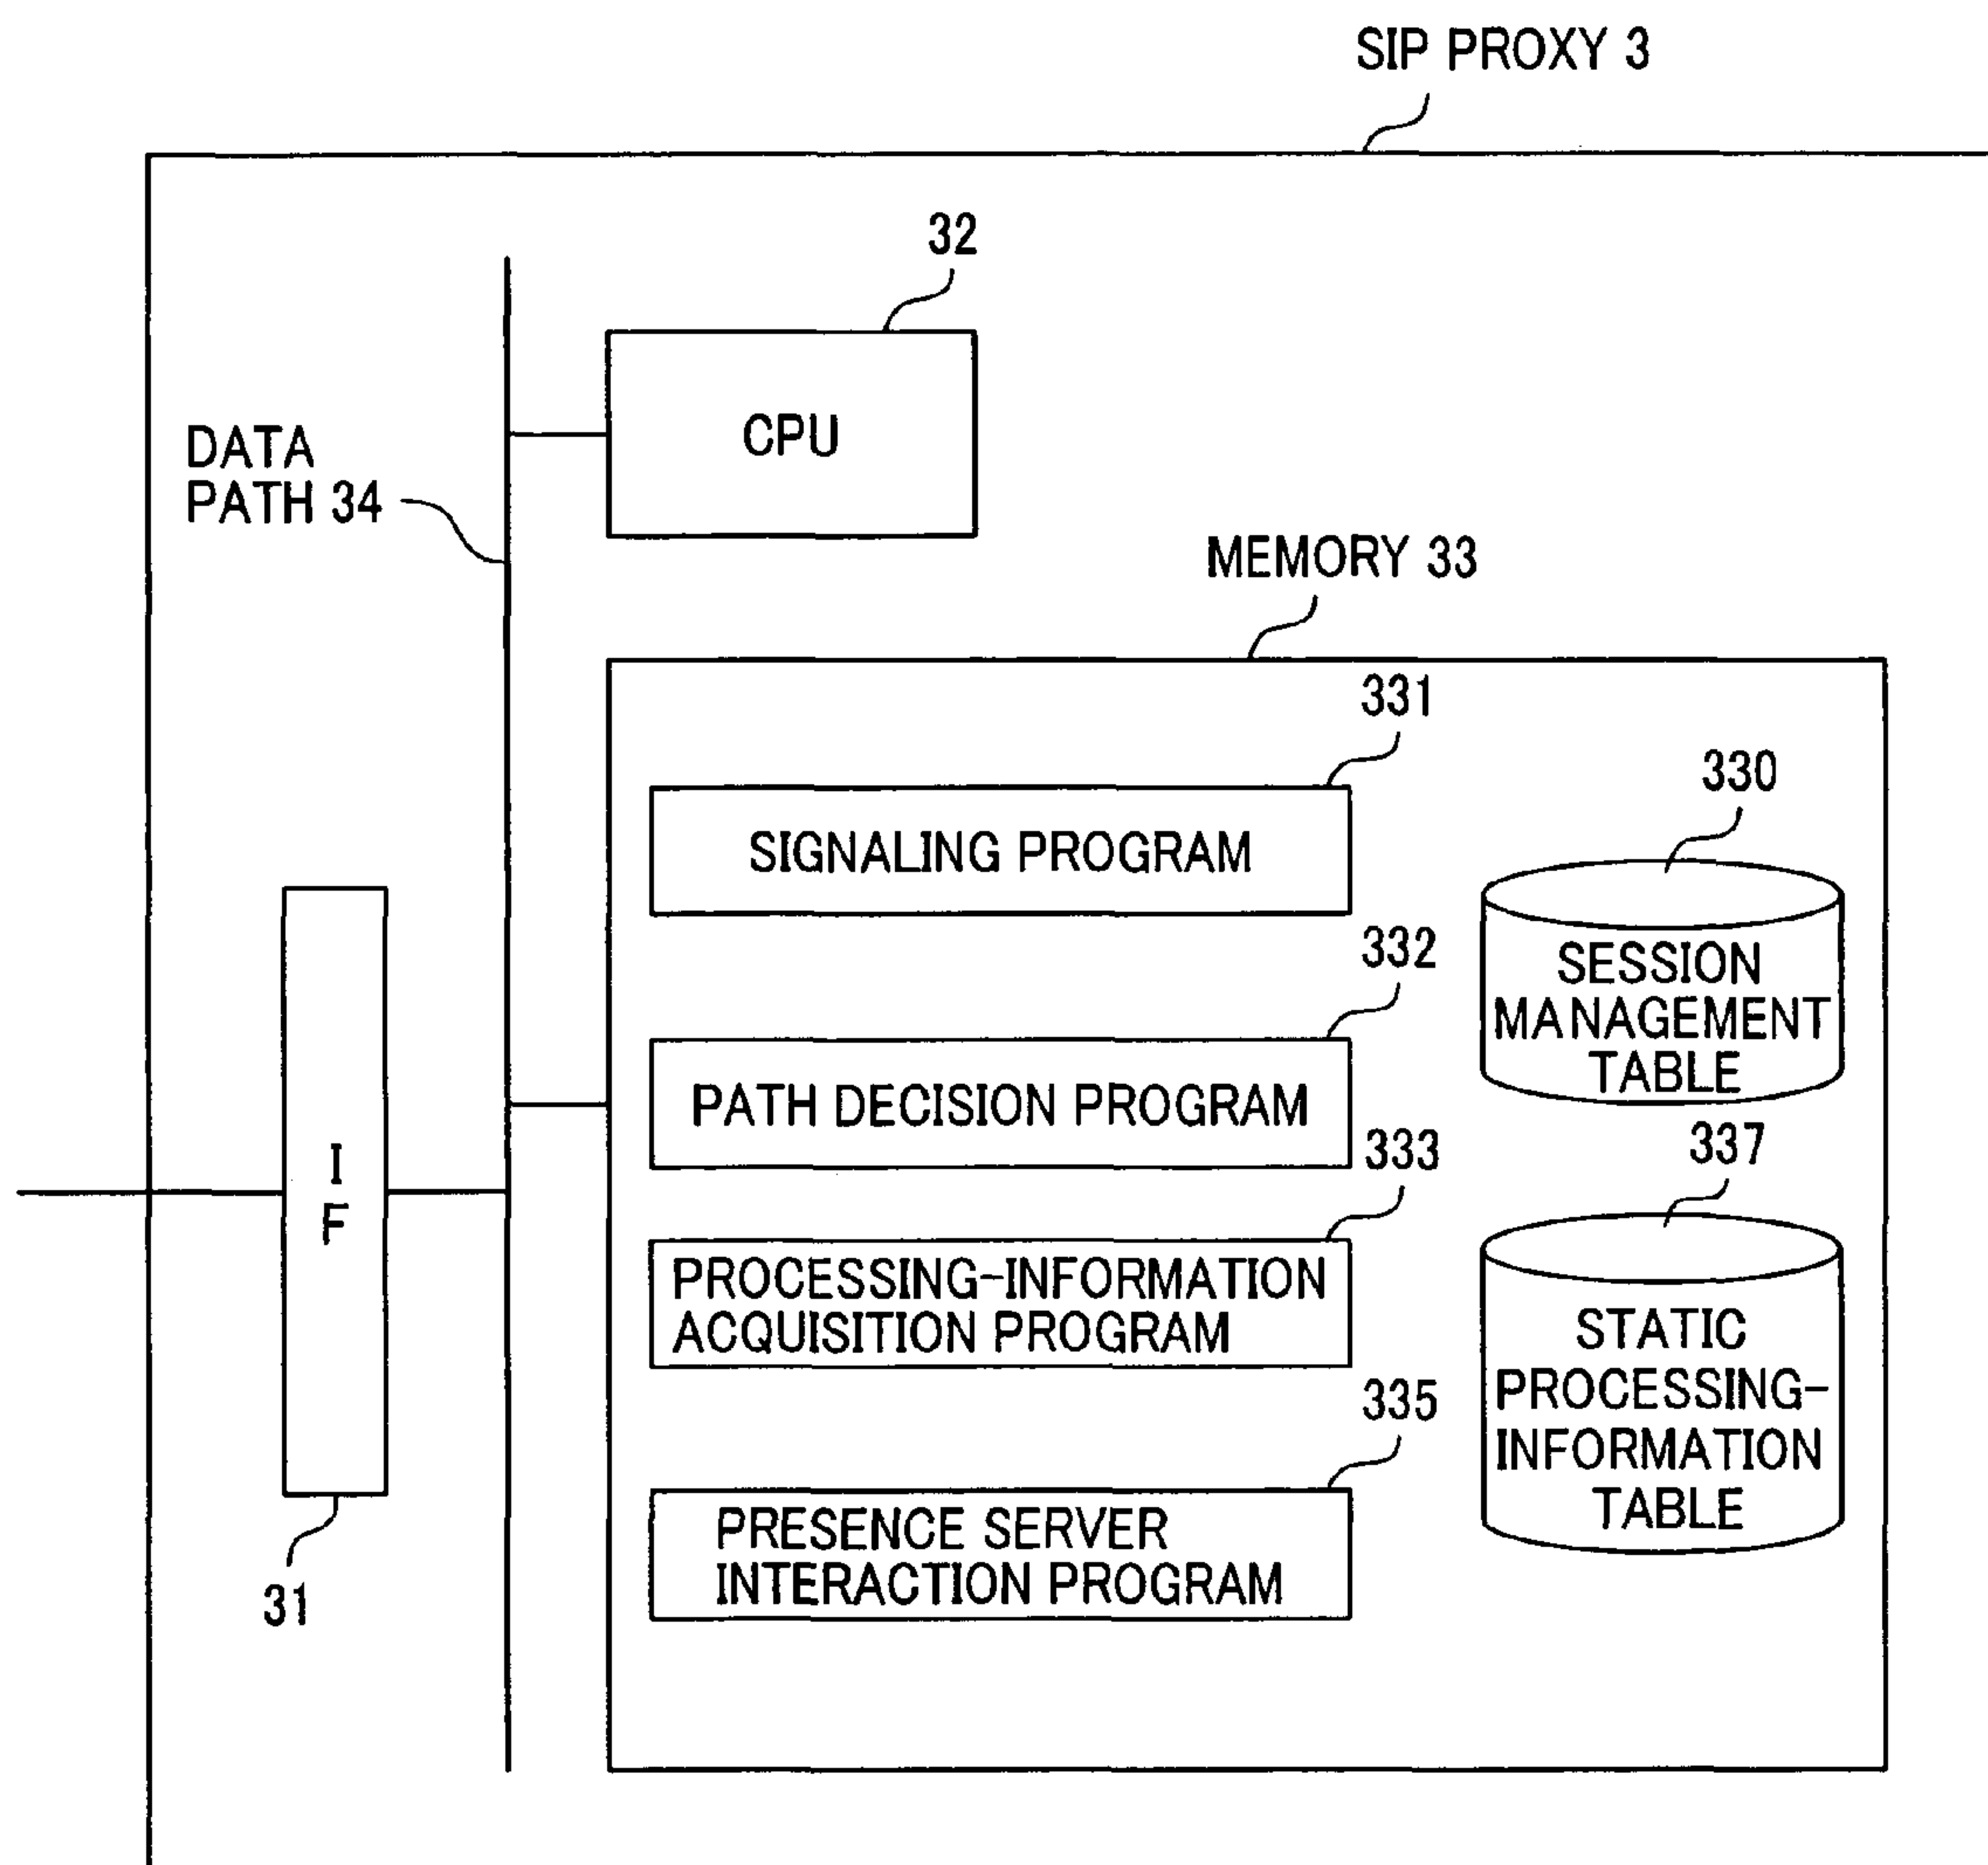 SIP PROXY 3
32
CPU
DATA
PATH 34
MEMORY 33
331
SIGNALING PROGRAM
330
SESSION
MANAGEMENT
TABLE
332
PATH DECISION PROGRAM
333
PROCESSING-INFORMATION
ACQUISITION PROGRAM
337
STATIC
PROCESSING-
INFORMATION
TABLE
335
PRESENCE SERVER
INTERACTION PROGRAM
I
F
31